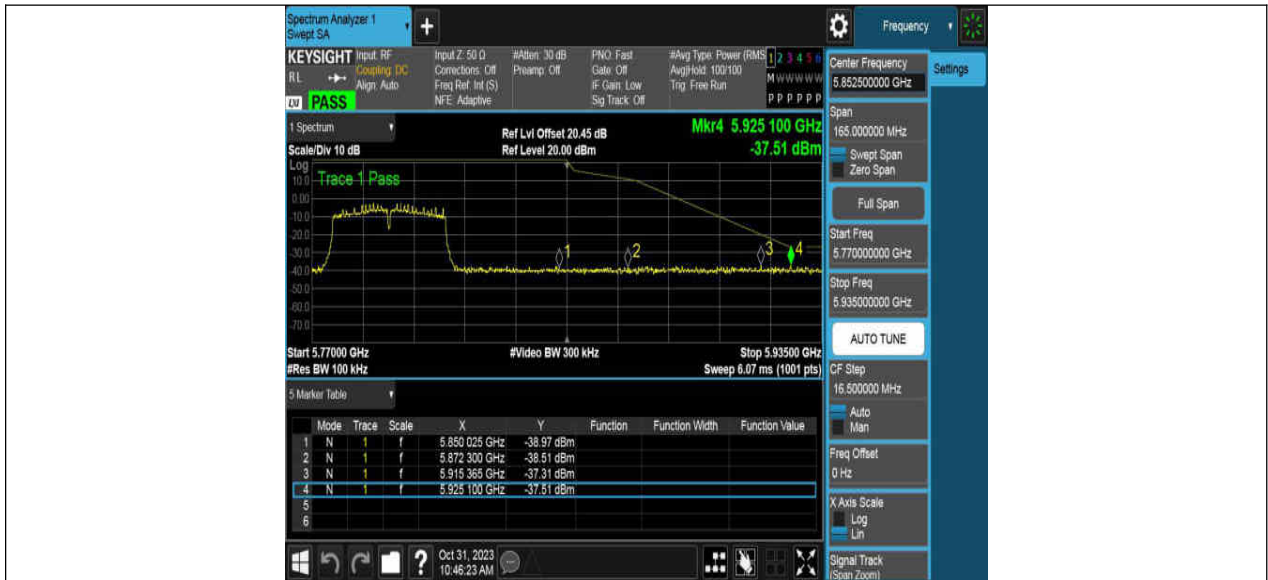 Spectrum Analyzer 1
Swept SA
+
Frequency
KEYSIGHT Input: RF Input Z: 50 Ω #Atten: 30 dB PNO: Fast #Avg Type: Power (RMS 1 2 3 4 5 6
RL Coupling: DC Corrections: Off Preamp: Off Gate: Off Avg|Hold: 100/100 M W W W W W
Align: Auto Freq Ref: Int (S) IF Gain: Low Trig: Free Run
LXI PASS NFE: Adaptive Sig Track: Off P P P P P P
Center Frequency
5.852500000 GHz
Settings
Span
165.000000 MHz
Swept Span
Zero Span
Full Span
Start Freq
5.770000000 GHz
Stop Freq
5.935000000 GHz
AUTO TUNE
CF Step
16.500000 MHz
Auto
Man
Freq Offset
0 Hz
X Axis Scale
Log
Lin
Signal Track
(Span Zoom)
1 Spectrum
Ref Lvl Offset 20.45 dB
Mkr4 5.925 100 GHz
Scale/Div 10 dB
Ref Level 20.00 dBm
-37.51 dBm
Log
Trace 1 Pass
10.0
0.00
-10.0
-20.0
-30.0
-40.0
-50.0
-60.0
-70.0
1
2
3
4
Start 5.77000 GHz #Video BW 300 kHz Stop 5.93500 GHz
#Res BW 100 kHz Sweep 6.07 ms (1001 pts)
5 Marker Table
Mode Trace Scale X Y Function Function Width Function Value
1 N 1 f 5.850 025 GHz -38.97 dBm
2 N 1 f 5.872 300 GHz -38.51 dBm
3 N 1 f 5.915 365 GHz -37.31 dBm
4 N 1 f 5.925 100 GHz -37.51 dBm
5
6
?
Oct 31, 2023
10:46:23 AM